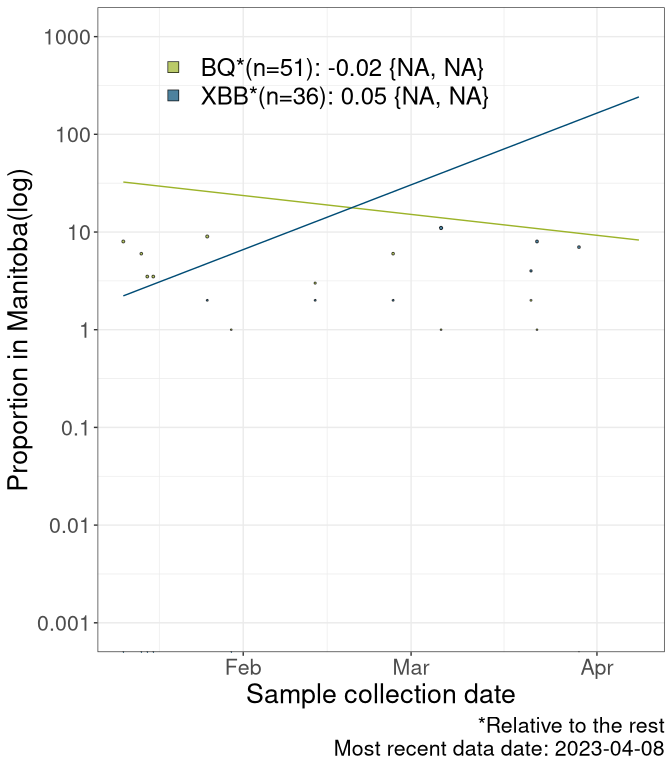 1000
100
10
1
0.1
0.01
0.001
BQ*(n=51): -0.02 {NA, NA}
XBB*(n=36): 0.05 {NA, NA}
Proportion in Manitoba(log)
Feb Mar Apr
Sample collection date
*Relative to the rest
Most recent data date: 2023-04-08